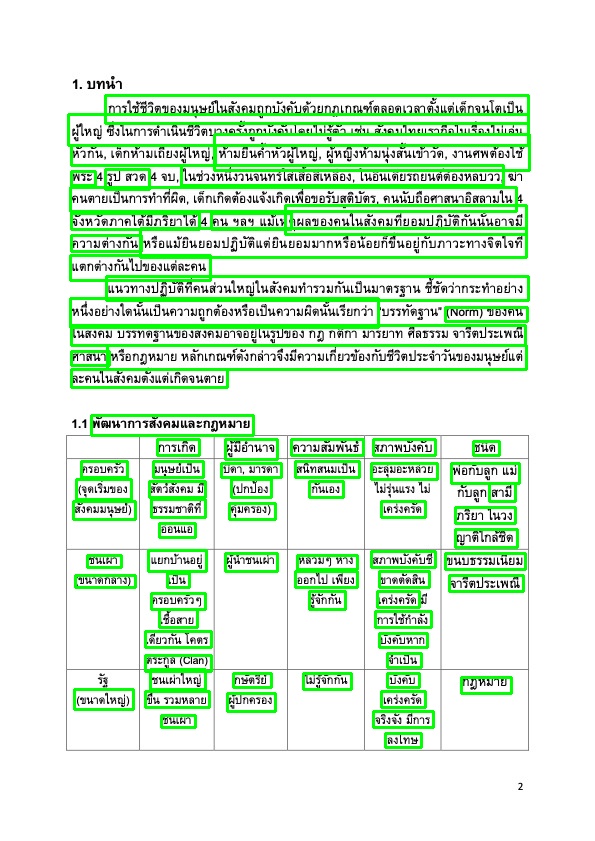 1. บทนำ
การใช้ชีวิตของมนุษย์ในสังคมถูกบังคับด้วยกฎเกณฑ์ตลอดเวลาตั้งแต่เด็กจนโตเป็น
ผู้ใหญ่ ซึ่งในการดำเนินชีวิตบางครั้งถูกบังคับโดยไม่รู้ตัว เช่น สังคมไทยเราถือในเรื่องไม่เล่น
หัวกัน, เด็กห้ามเถียงผู้ใหญ่, ห้ามยืนค้ำหัวผู้ใหญ่, ผู้หญิงห้ามนุ่งสั้นเข้าวัด, งานศพต้องใช้
พระ 4 รูป สวด 4 จบ, ในช่วงหนึ่งวันจันทร์ใส่เสื้อสีเหลือง, ในอินเดียรถยนต์ต้องหลบวัว, ฆ่า
คนตายเป็นการทำที่ผิด, เด็กเกิดต้องแจ้งเกิดเพื่อขอรับสูติบัตร, คนนับถือศาสนาอิสลามใน 4
จังหวัดภาคใต้มีภริยาได้ 4 คน ฯลฯ แม้เหตุผลของคนในสังคมที่ยอมปฏิบัติกันนั้นอาจมี
ความต่างกัน หรือแม้ยินยอมปฏิบัติแต่ยินยอมมากหรือน้อยก็ขึ้นอยู่กับภาวะทางจิตใจที่
แตกต่างกันไปของแต่ละคน
แนวทางปฏิบัติที่คนส่วนใหญ่ในสังคมทำรวมกันเป็นมาตรฐาน ชี้ชัดว่ากระทำอย่าง
หนึ่งอย่างใดนั้นเป็นความถูกต้องหรือเป็นความผิดนั้นเรียกว่า "บรรทัดฐาน" (Norm) ของคน
ในสังคม บรรทัดฐานของสังคมอาจอยู่ในรูปของ กฎ กติกา มารยาท ศีลธรรม จารีตประเพณี
ศาสนา หรือกฎหมาย หลักเกณฑ์ดังกล่าวจึงมีความเกี่ยวข้องกับชีวิตประจำวันของมนุษย์แต่
ละคนในสังคมตั้งแต่เกิดจนตาย
1.1 พัฒนาการสังคมและกฎหมาย
การเกิด ผู้มีอำนาจ ความสัมพันธ์ สภาพบังคับ ชนิด
ครอบครัว มนุษย์เป็น บิดา, มารดา สนิทสนมเป็น อะลุ่มอะหล่วย พ่อกับลูก แม่
(จุดเริ่มของ สัตว์สังคม มี (ปกป้อง กันเอง ไม่รุนแรง ไม่ กับลูก สามี
สังคมมนุษย์) ธรรมชาติที่ คุ้มครอง) เคร่งครัด ภริยา ในวง
อ่อนแอ ญาติใกล้ชิด
ชนเผ่า แยกบ้านอยู่ ผู้นำชนเผ่า หลวมๆ ห่าง สภาพบังคับชี้ ขนบธรรมเนียม
(ขนาดกลาง) เป็น ออกไป เพียง ขาดตัดสิน จารีตประเพณี
ครอบครัวๆ รู้จักกัน เคร่งครัด มี
เชื้อสาย การใช้กำลัง
เดียวกัน โคตร บังคับหาก
ตระกูล (Clan) จำเป็น
รัฐ ชนเผ่าใหญ่ กษัตริย์ ไม่รู้จักกัน บังคับ กฎหมาย
(ขนาดใหญ่) ขึ้น รวมหลาย ผู้ปกครอง เคร่งครัด
ชนเผ่า จริงจัง มีการ
ลงโทษ
2